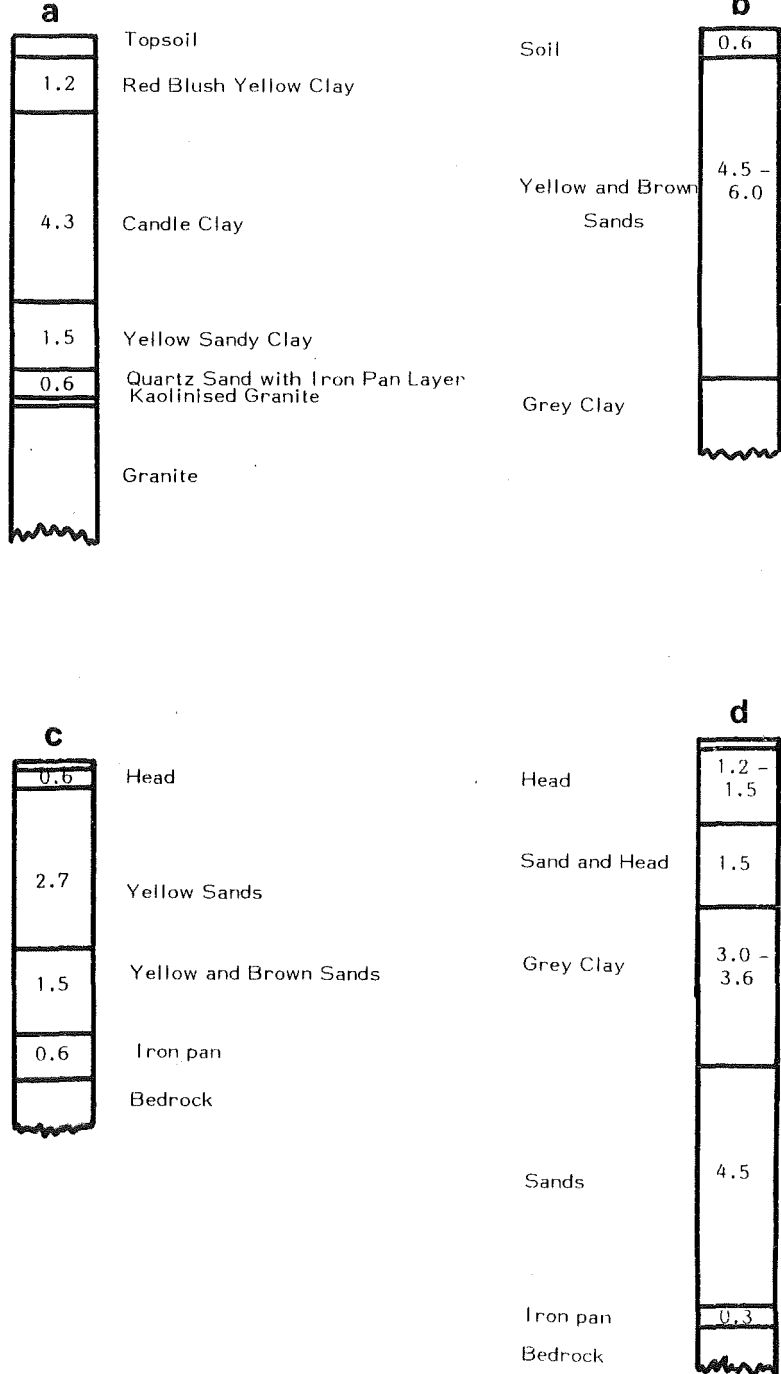 a
Topsoil
1.2 Red Blush Yellow Clay
4.3 Candle Clay
1.5 Yellow Sandy Clay
0.6 Quartz Sand with Iron Pan Layer
Kaolinised Granite
Granite
b
Soil 0.6
Yellow and Brown
Sands
4.5 -
6.0
Grey Clay
c
0.6 Head
2.7 Yellow Sands
1.5 Yellow and Brown Sands
0.6 Iron pan
Bedrock
d
Head
1.2 -
1.5
Sand and Head 1.5
Grey Clay
3.0 -
3.6
Sands 4.5
Iron pan 0.3
Bedrock